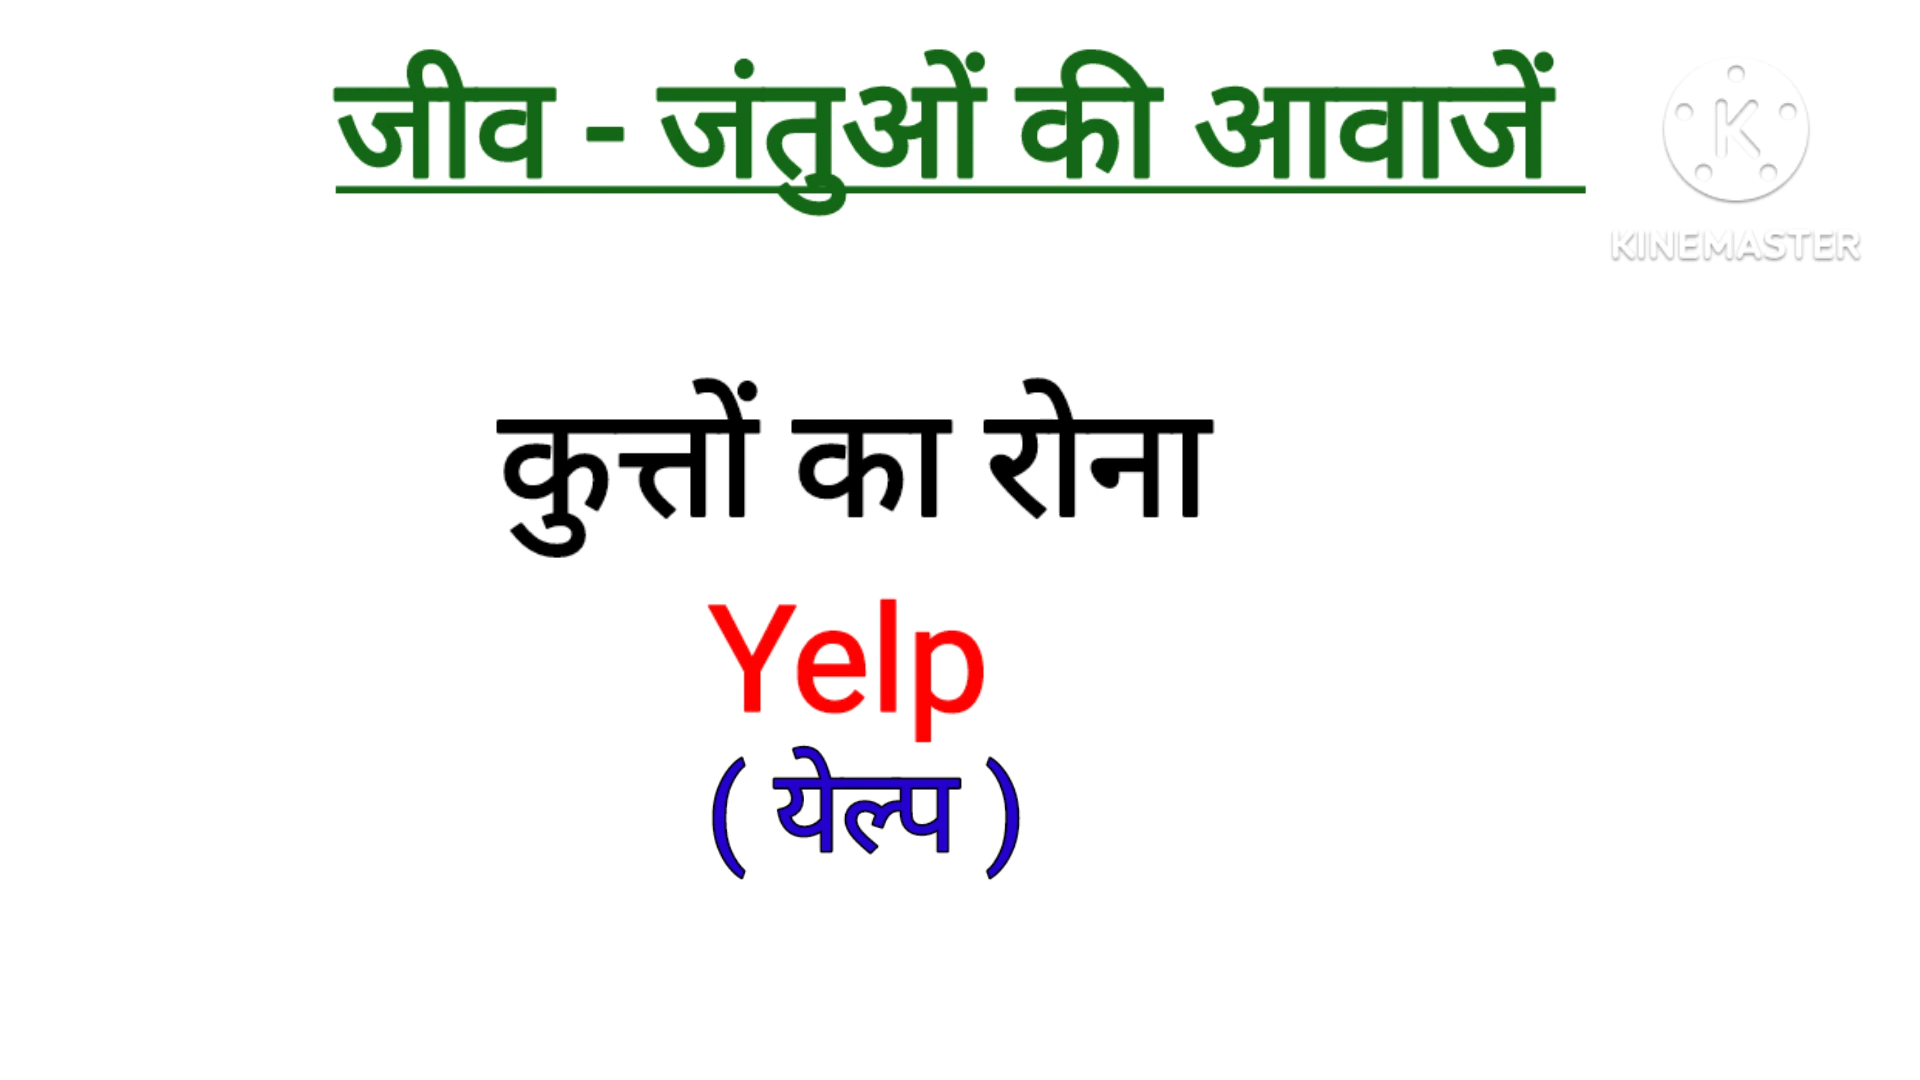 जीव - जंतुओं की आवाजें
K
KINEMASTER
कुत्तों का रोना
Yelp
( येल्प )